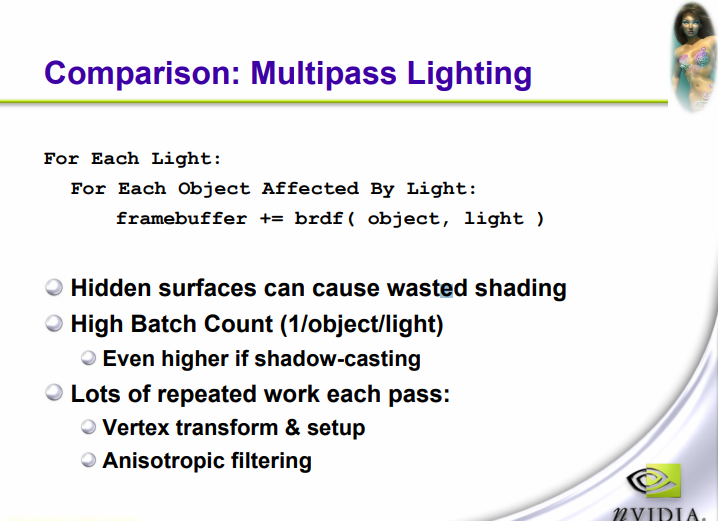 Comparison: Multipass Lighting
For Each Light:
For Each Object Affected By Light:
framebuffer += brdf( object, light )
Hidden surfaces can cause wasted shading
High Batch Count (1/object/light)
Even higher if shadow-casting
Lots of repeated work each pass:
Vertex transform & setup
Anisotropic filtering
nVIDIA.